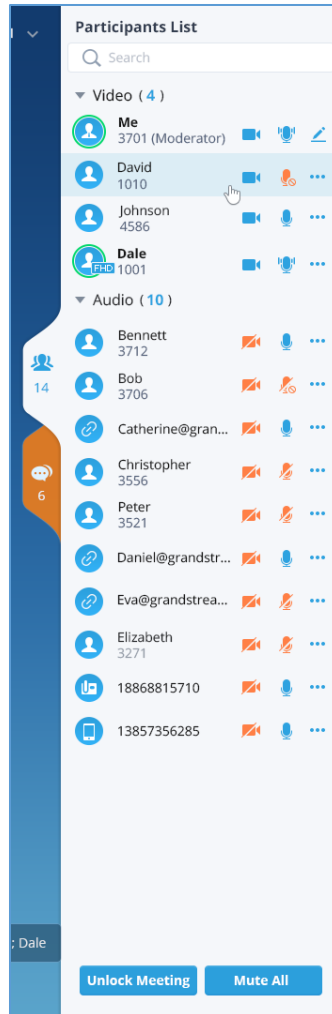 Participants List
Search
Video ( 4 )
Me
3701 (Moderator)
David
1010
Johnson
4586
Dale
FHD 1001
Audio ( 10 )
Bennett
3712
Bob
3706
14
Catherine@gran...
Christopher
3556
6
Peter
3521
Daniel@grandstr...
Eva@grandstrea...
Elizabeth
3271
18868815710
13857356285
; Dale
Unlock Meeting
Mute All